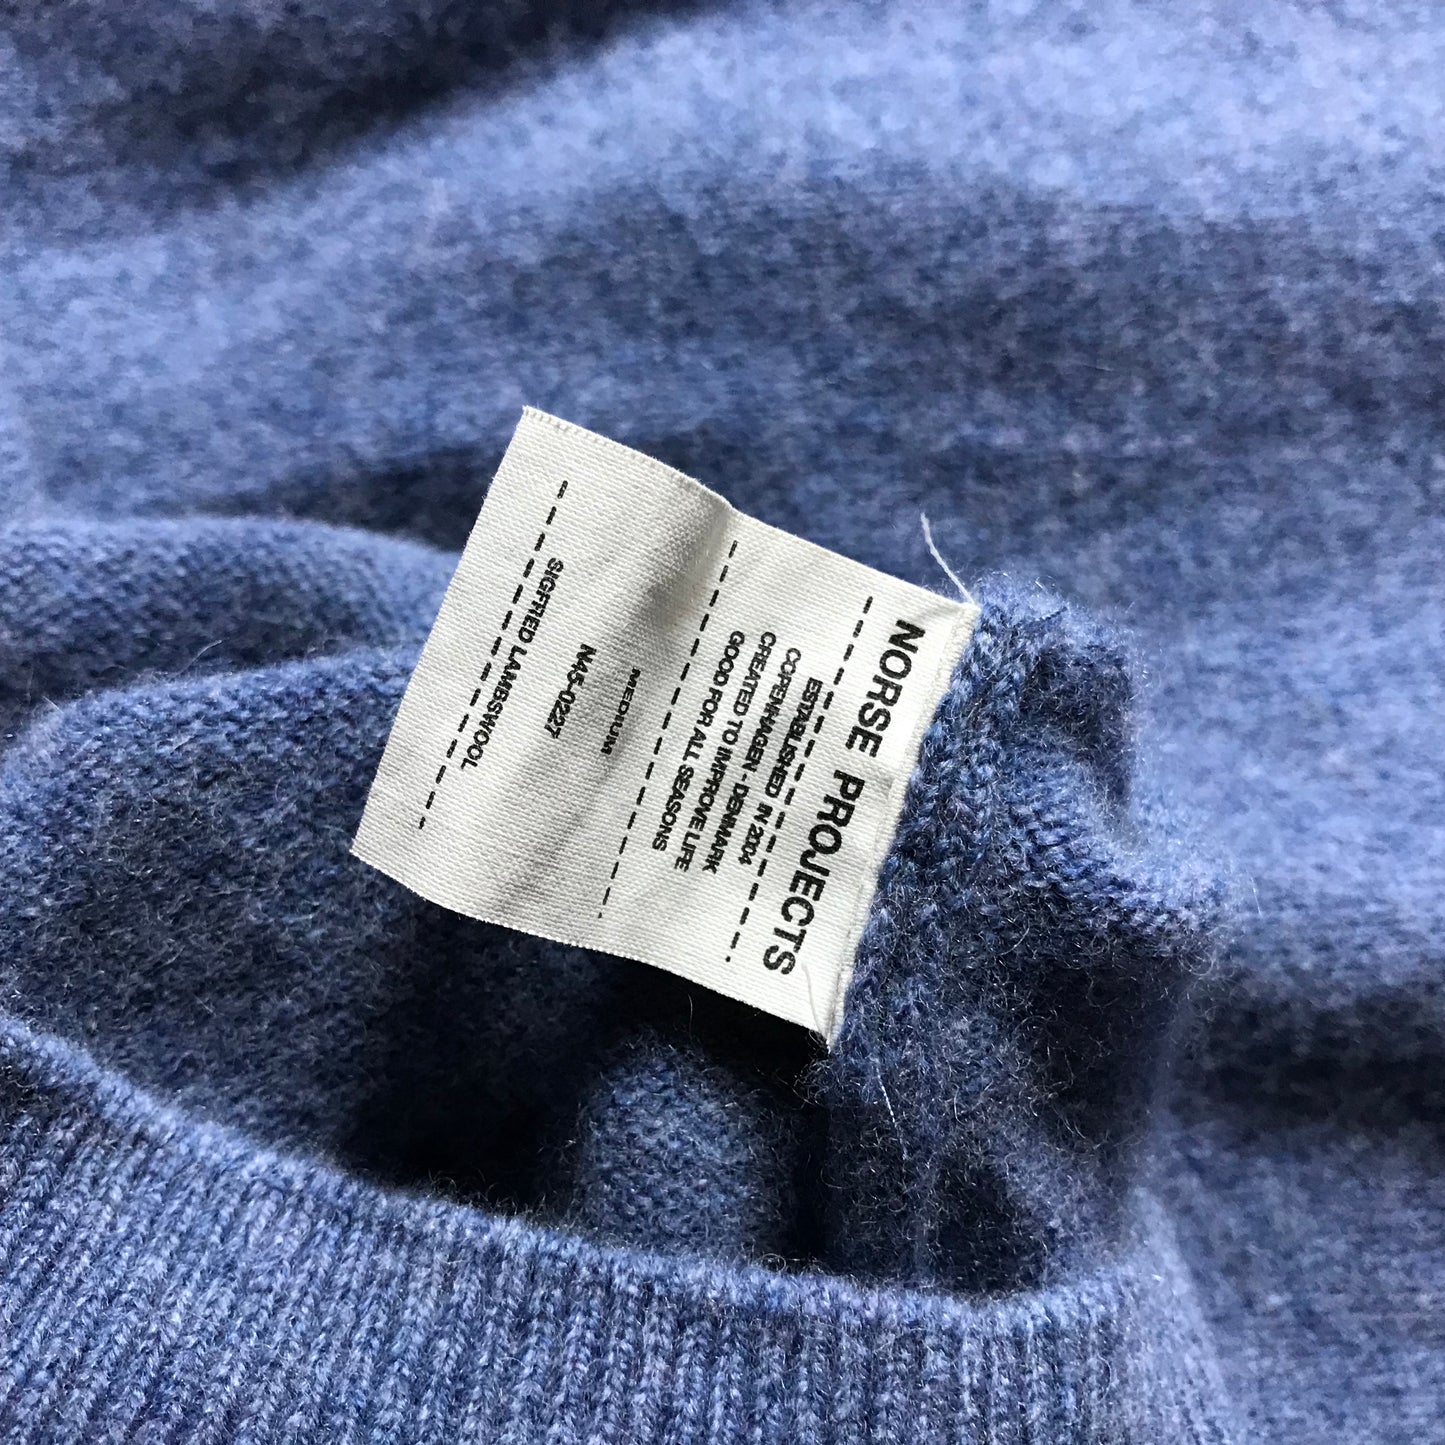 NORSE PROJECTS
ESTABLISHED IN 2004
COPENHAGEN - DENMARK
CREATED TO IMPROVE LIFE
GOOD FOR ALL SEASONS
MEDIUM
N45-0227
SIGFRED LAMBSWOOL